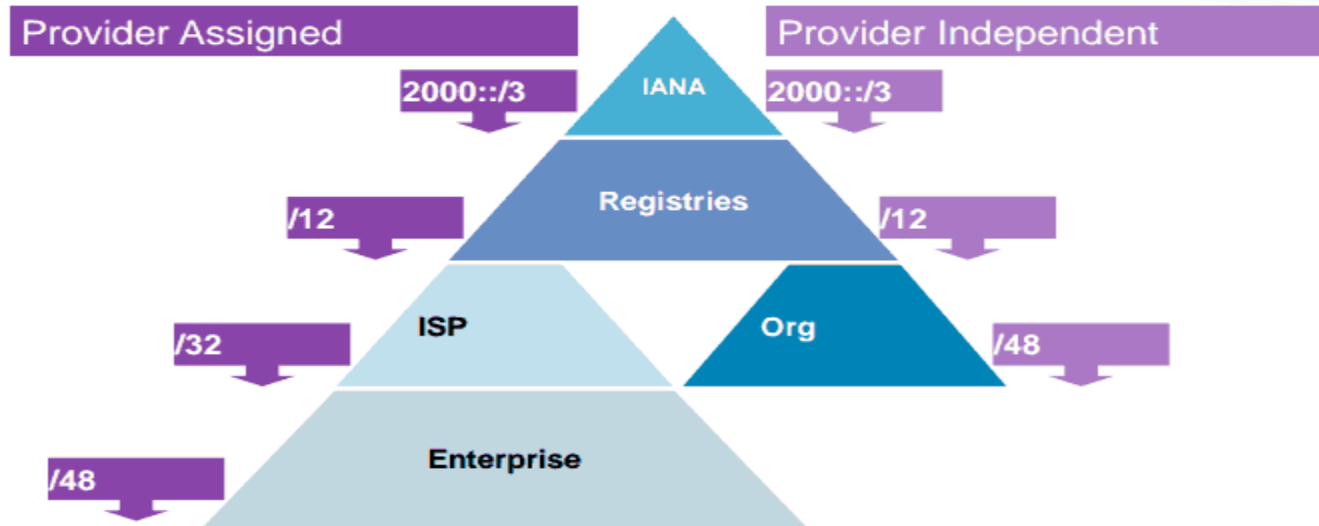 Provider Assigned
Provider Independent
2000::/3
IANA
2000::/3
/12
Registries
/12
/32
ISP
Org
/48
/48
Enterprise